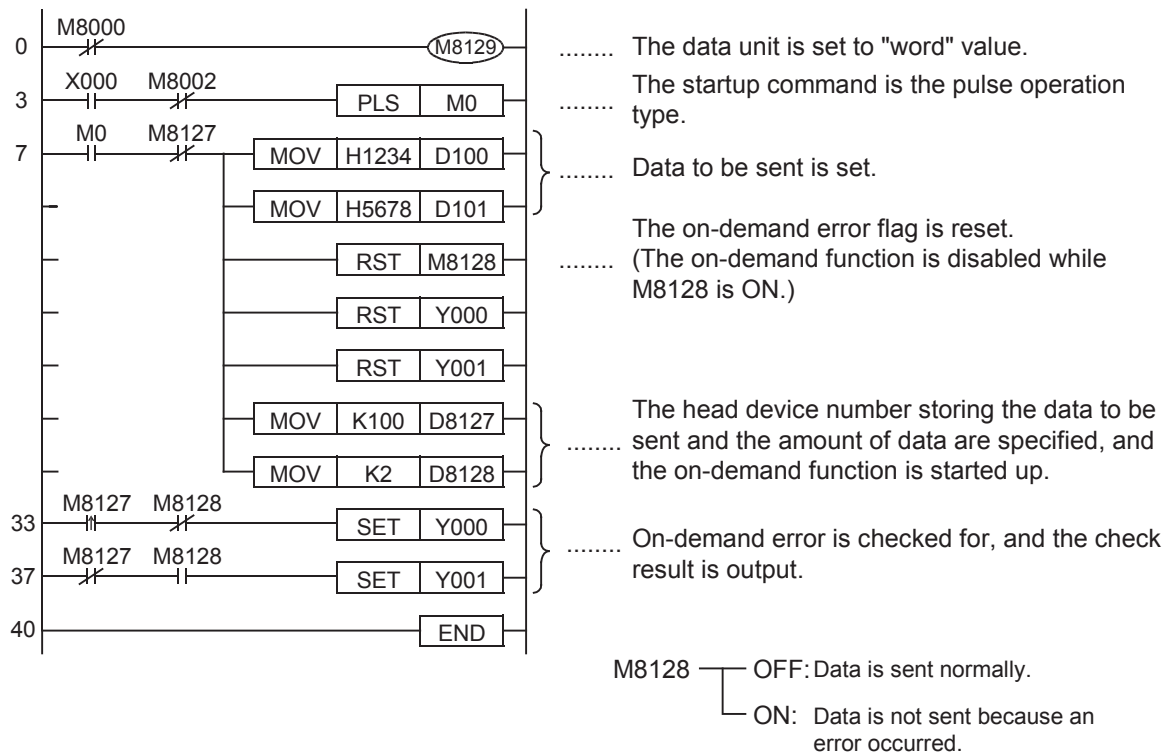 M8000
0 M8129 ........ The data unit is set to "word" value.
X000 M8002
3 PLS M0 ........ The startup command is the pulse operation
type.
M0 M8127
7 MOV H1234 D100
........ Data to be sent is set.
MOV H5678 D101
The on-demand error flag is reset.
RST M8128 ........ (The on-demand function is disabled while
M8128 is ON.)
RST Y000
RST Y001
MOV K100 D8127 The head device number storing the data to be
........ sent and the amount of data are specified, and
MOV K2 D8128 the on-demand function is started up.
M8127 M8128
33 SET Y000
........ On-demand error is checked for, and the check
M8127 M8128 result is output.
37 SET Y001
40 END
M8128 OFF: Data is sent normally.
ON: Data is not sent because an
error occurred.